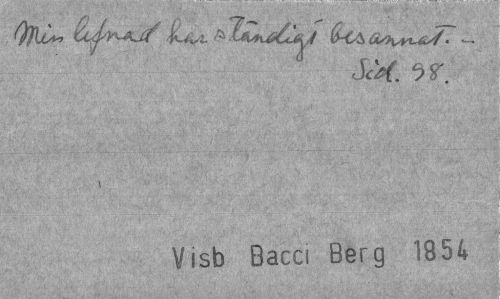 Min lefnad har ständigt besannat. –
Sid. 98.
Visb Bacci Berg 1854